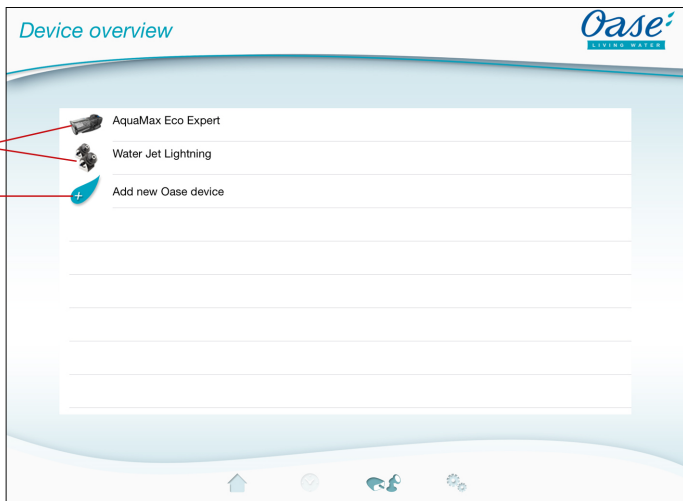 Device overview
Oase
LIVING WATER
AquaMax Eco Expert
Water Jet Lightning
Add new Oase device